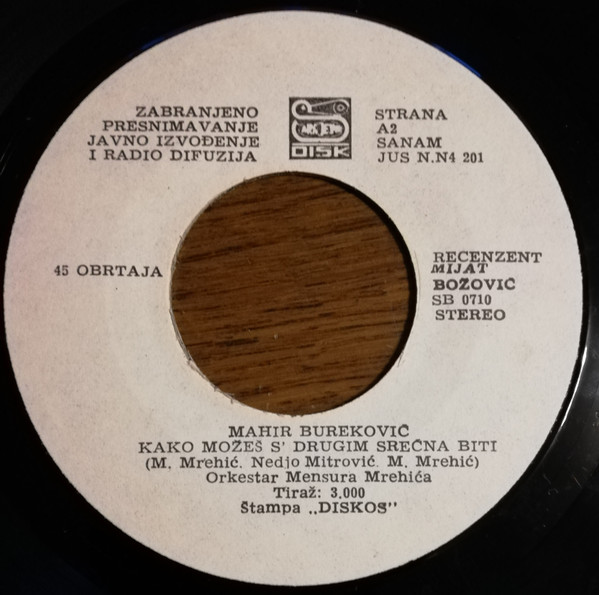 ZABRANJENO
PRESNIMAVANJE
JAVNO IZVOĐENJE
I RADIO DIFUZIJA
SARAJEVO
DISK
STRANA
A2
SANAM
JUS N.N4 201
45 OBRTAJA
RECENZENT
MIJAT
BOŽOVIĆ
SB 0710
STEREO
MAHIR BUREKOVIĆ
KAKO MOŽEŠ S' DRUGIM SREĆNA BITI
(M. Mrehić. Nedjo Mitrović. M. Mrehić)
Orkestar Mensura Mrehića
Tiraž: 3.000
Štampa „DISKOS"